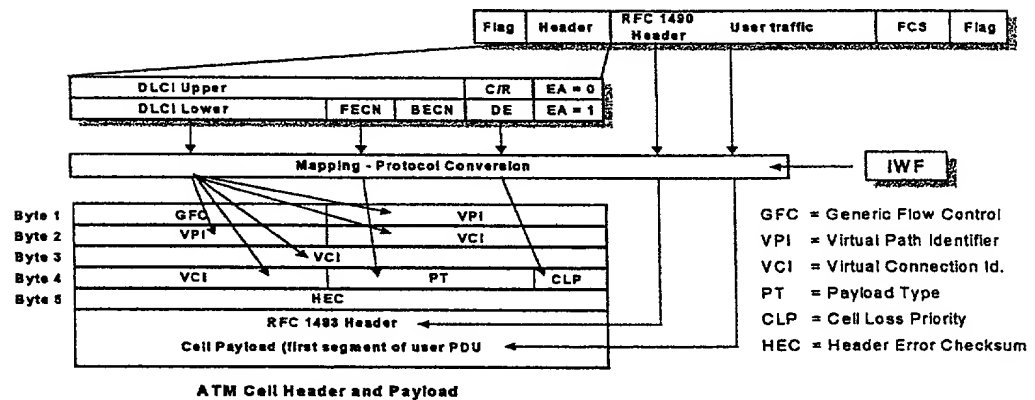 Flag Header RFC 1490 Header User traffic FCS Flag
DLCI Upper C/R EA = 0
DLCI Lower FECN BECN DE EA = 1
Mapping - Protocol Conversion
IWF
Byte 1 GFC VPI
Byte 2 VPI VCI
Byte 3 VCI
Byte 4 VCI PT CLP
Byte 5 HEC
RFC 1483 Header
Cell Payload (first segment of user PDU
ATM Cell Header and Payload
GFC = Generic Flow Control
VPI = Virtual Path Identifier
VCI = Virtual Connection Id.
PT = Payload Type
CLP = Cell Loss Priority
HEC = Header Error Checksum